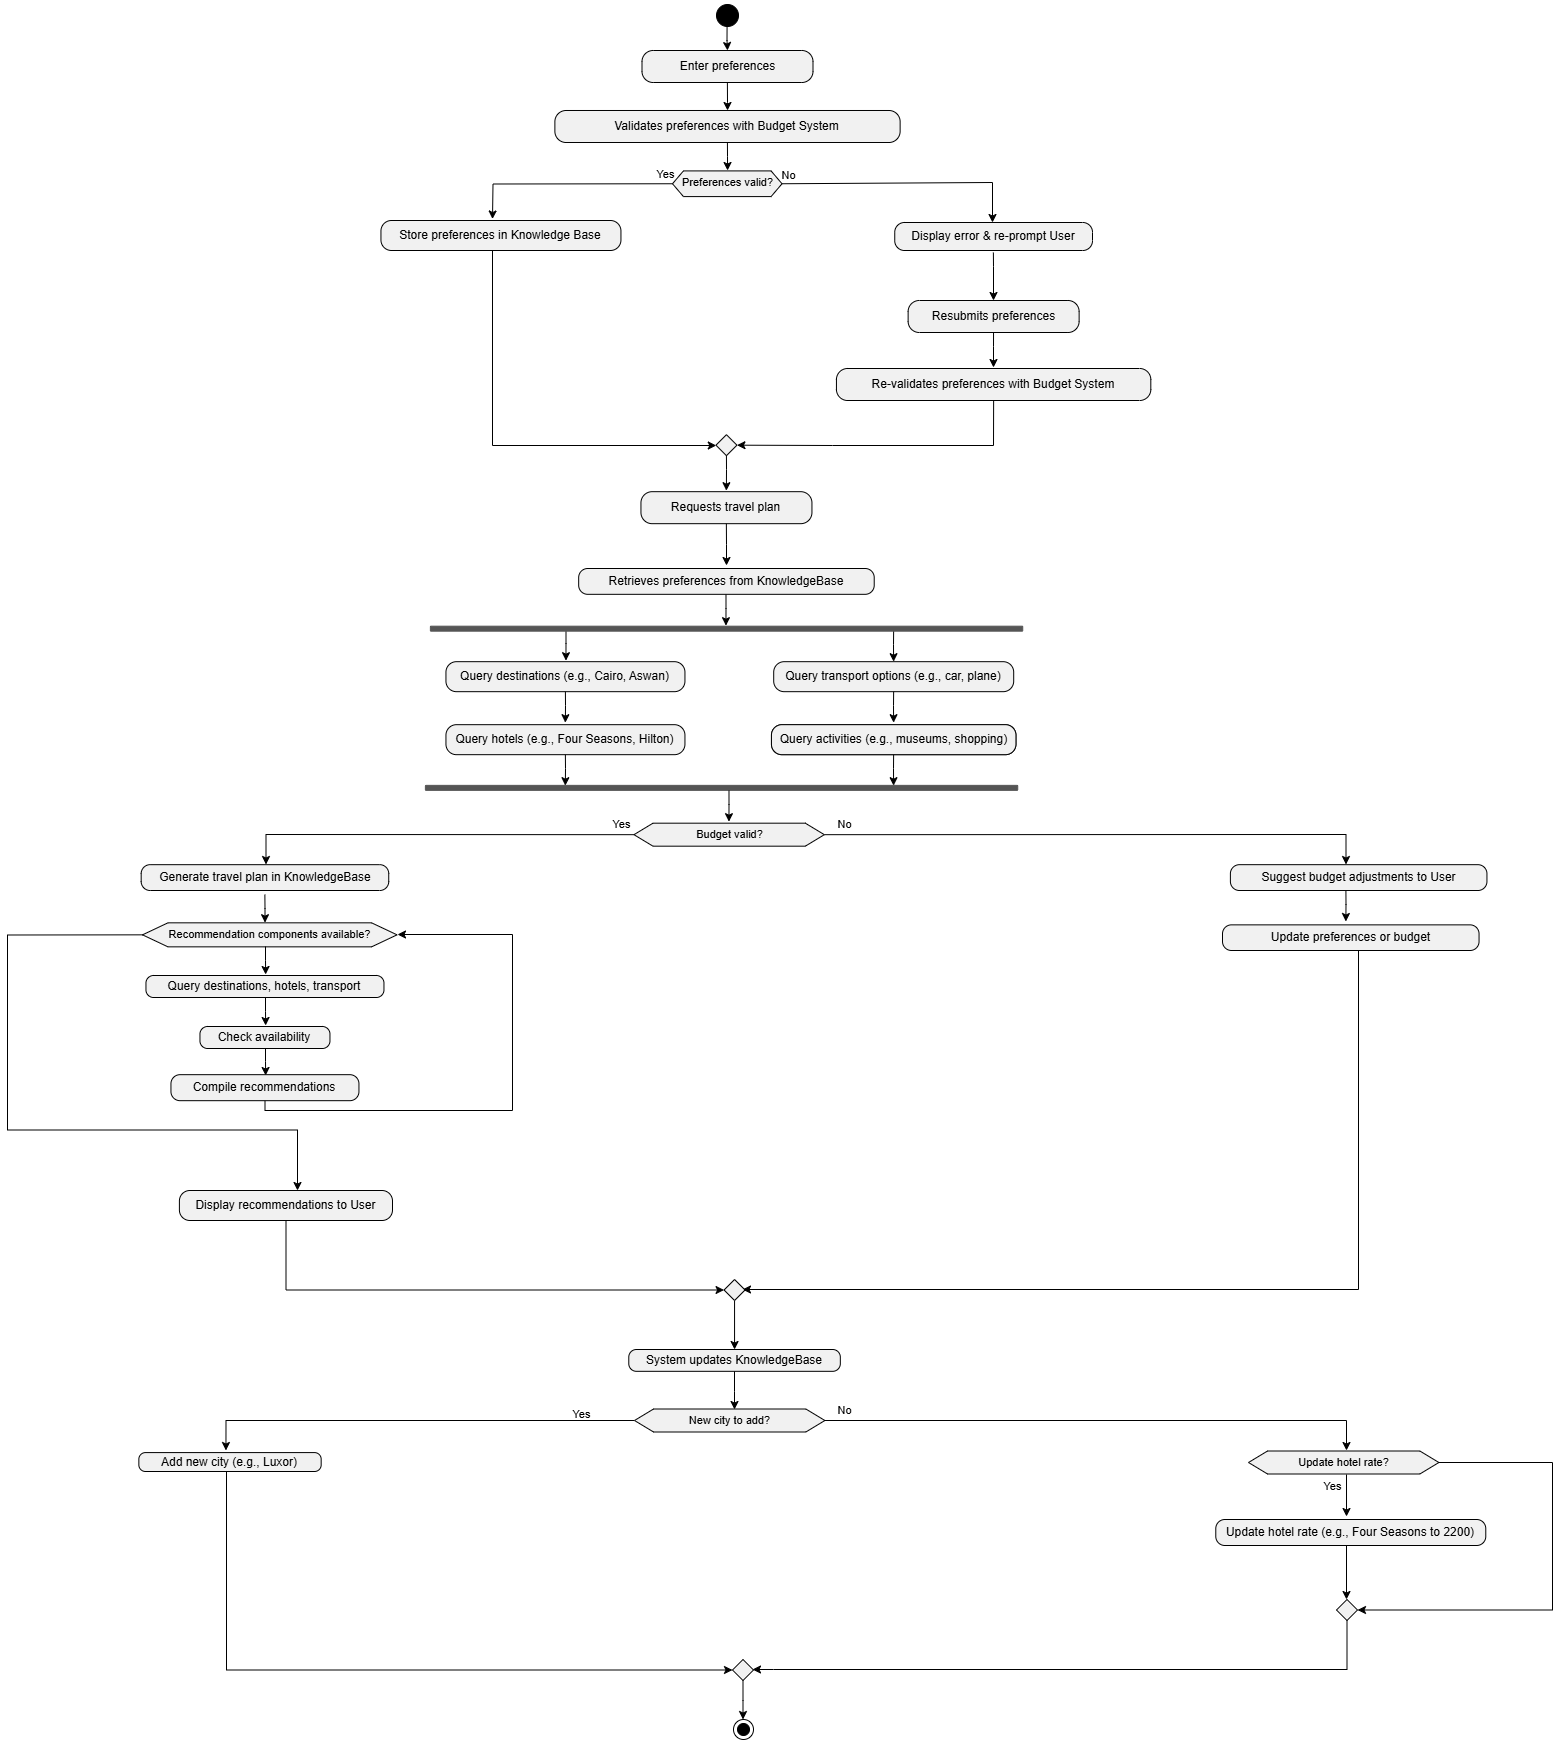 Enter preferences
Validates preferences with Budget System
Yes
Preferences valid?
No
Store preferences in Knowledge Base
Display error & re-prompt User
Resubmits preferences
Re-validates preferences with Budget System
Requests travel plan
Retrieves preferences from KnowledgeBase
Query destinations (e.g., Cairo, Aswan)
Query transport options (e.g., car, plane)
Query hotels (e.g., Four Seasons, Hilton)
Query activities (e.g., museums, shopping)
Yes
Budget valid?
No
Generate travel plan in KnowledgeBase
Suggest budget adjustments to User
Recommendation components available?
Update preferences or budget
Query destinations, hotels, transport
Check availability
Compile recommendations
Display recommendations to User
System updates KnowledgeBase
Yes
New city to add?
No
Add new city (e.g., Luxor)
Update hotel rate?
Yes
Update hotel rate (e.g., Four Seasons to 2200)